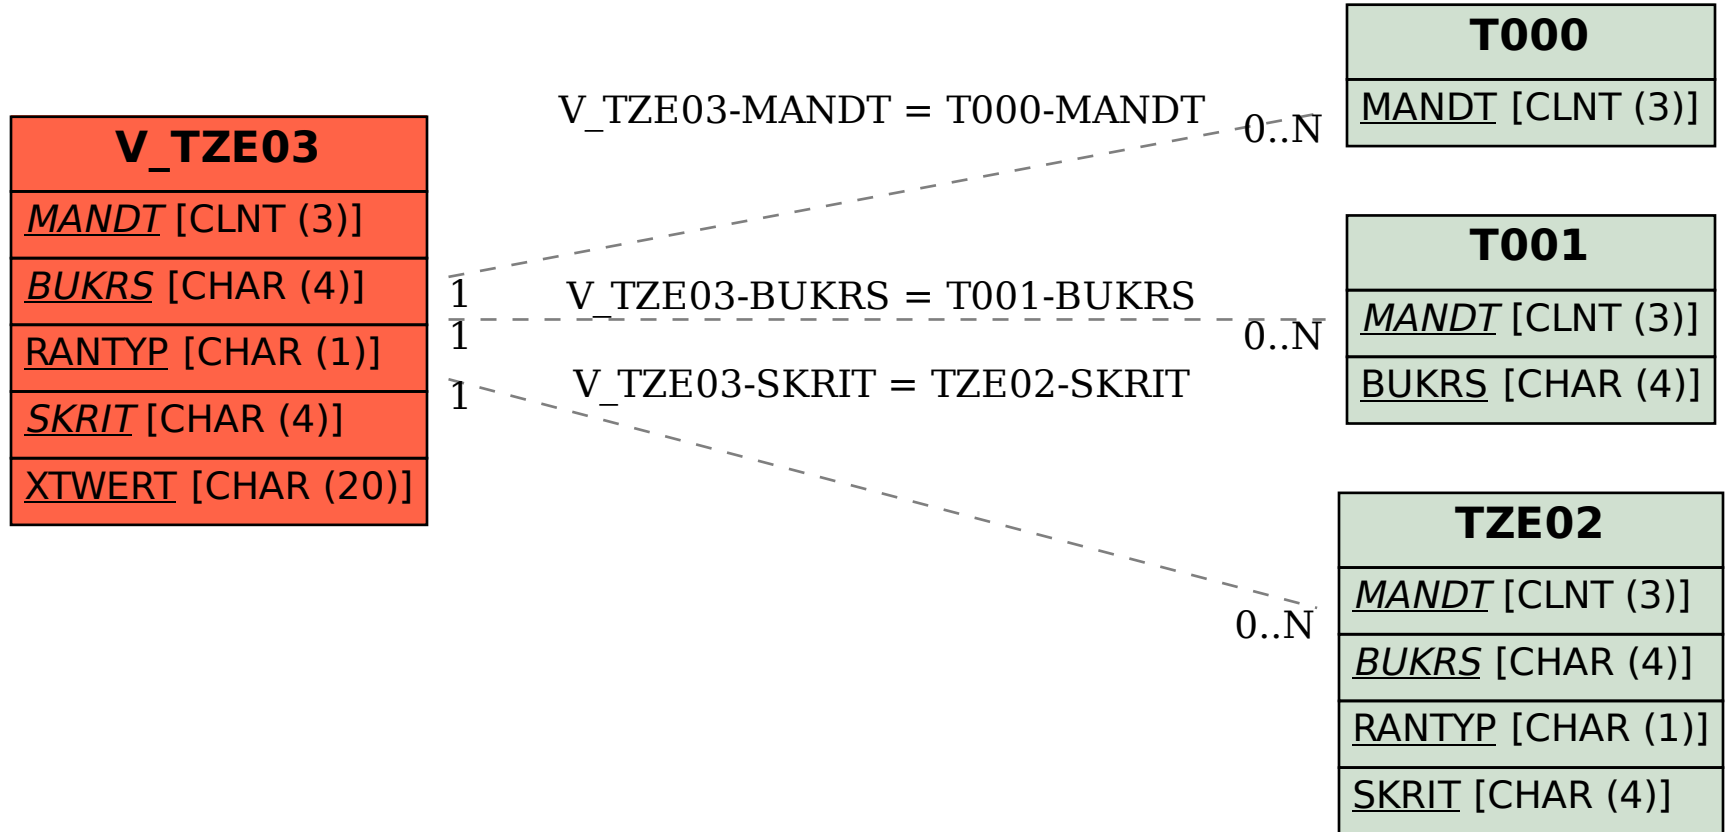 V_TZE03
MANDT [CLNT (3)]
BUKRS [CHAR (4)]
RANTYP [CHAR (1)]
SKRIT [CHAR (4)]
XTWERT [CHAR (20)]
V_TZE03-MANDT = T000-MANDT
0..N
1
V_TZE03-BUKRS = T001-BUKRS
1
0..N
V_TZE03-SKRIT = TZE02-SKRIT
1
0..N
T000
MANDT [CLNT (3)]
T001
MANDT [CLNT (3)]
BUKRS [CHAR (4)]
TZE02
MANDT [CLNT (3)]
BUKRS [CHAR (4)]
RANTYP [CHAR (1)]
SKRIT [CHAR (4)]